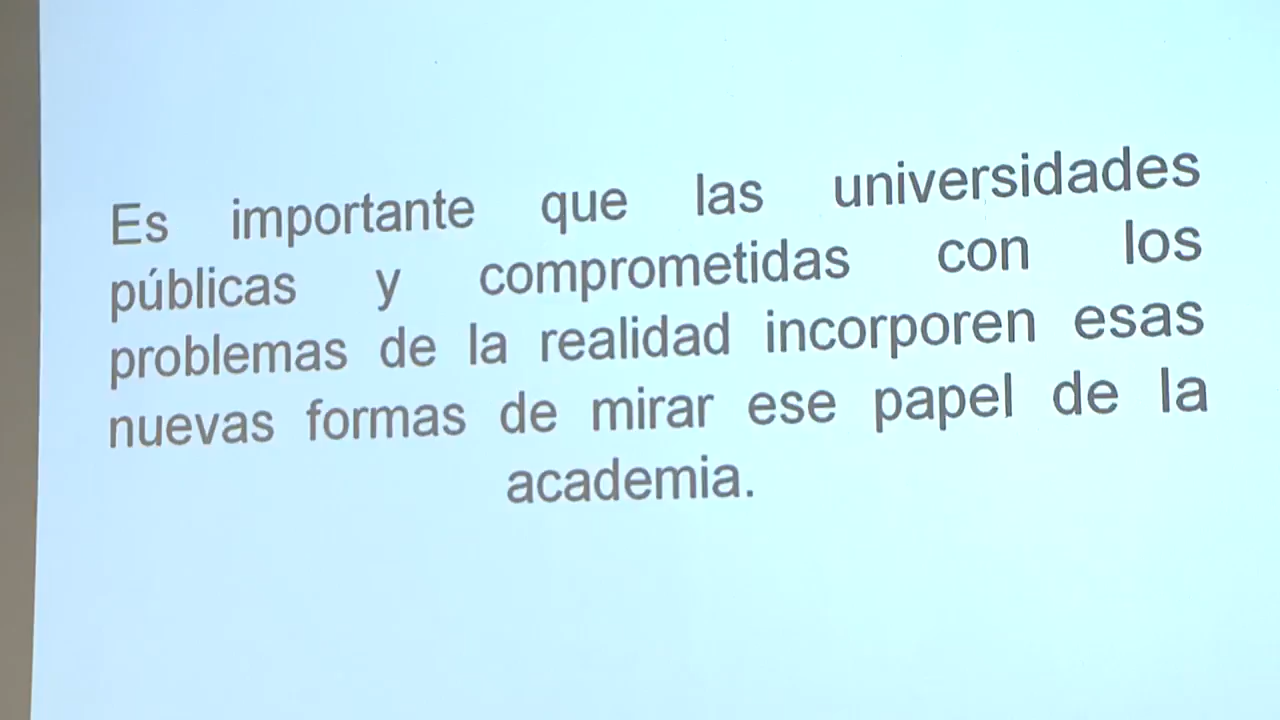 Es importante que las universidades
públicas y comprometidas con los
problemas de la realidad incorporen esas
nuevas formas de mirar ese papel de la
academia.